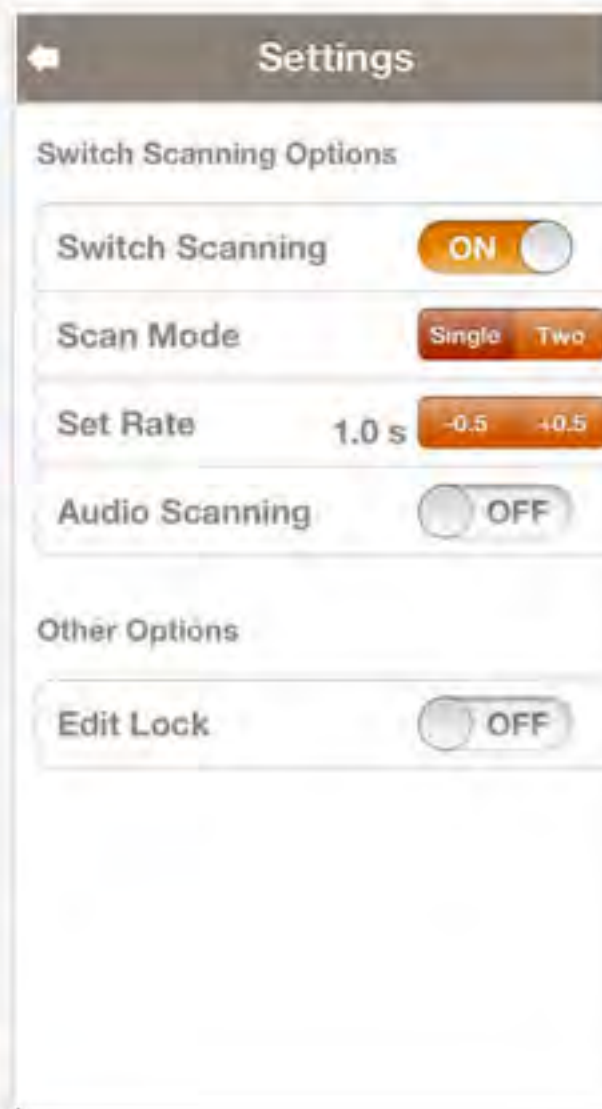 Settings
Switch Scanning Options
Switch Scanning ON
Scan Mode Single Two
Set Rate 1.0 s -0.5 +0.5
Audio Scanning OFF
Other Options
Edit Lock OFF